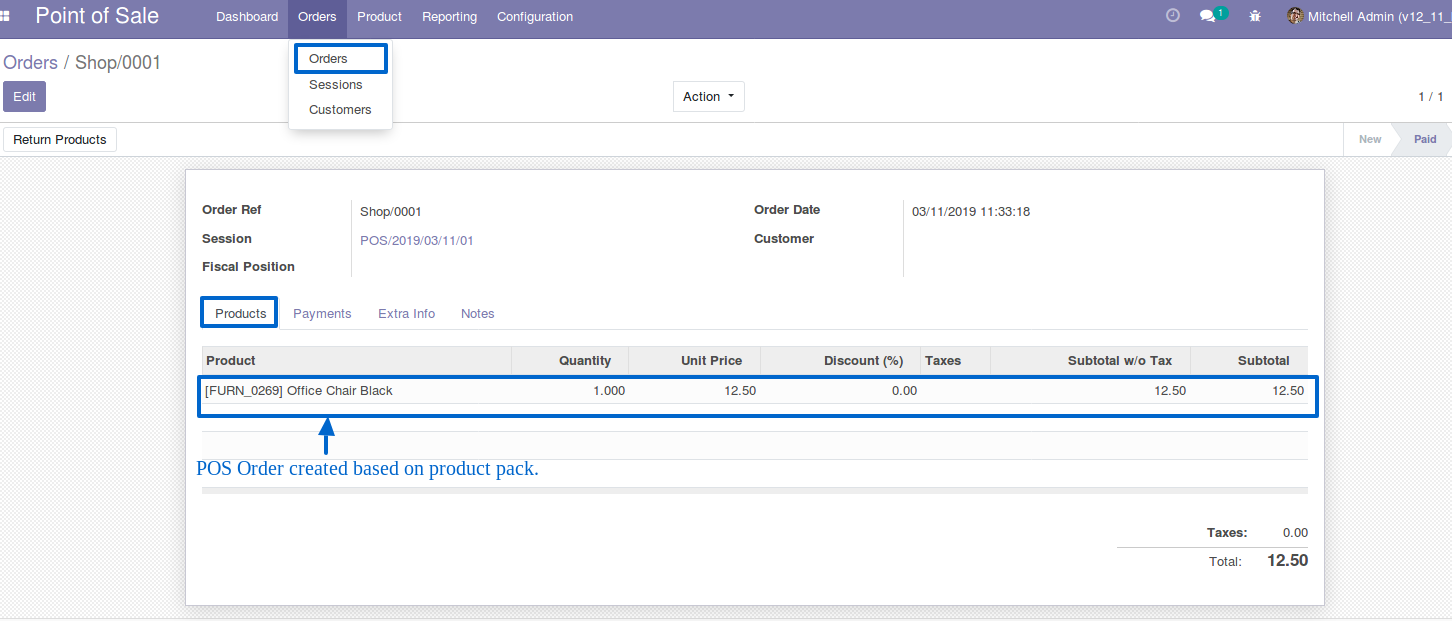 Point of Sale Dashboard Orders Product Reporting Configuration 1 Mitchell Admin (v12_11_
Orders
Sessions
Customers
Orders / Shop/0001
Edit Action 1 / 1
Return Products New Paid
Order Ref Shop/0001 Order Date 03/11/2019 11:33:18
Session POS/2019/03/11/01 Customer
Fiscal Position
Products Payments Extra Info Notes
Product Quantity Unit Price Discount (%) Taxes Subtotal w/o Tax Subtotal
[FURN_0269] Office Chair Black 1.000 12.50 0.00 12.50 12.50
POS Order created based on product pack.
Taxes: 0.00
Total: 12.50